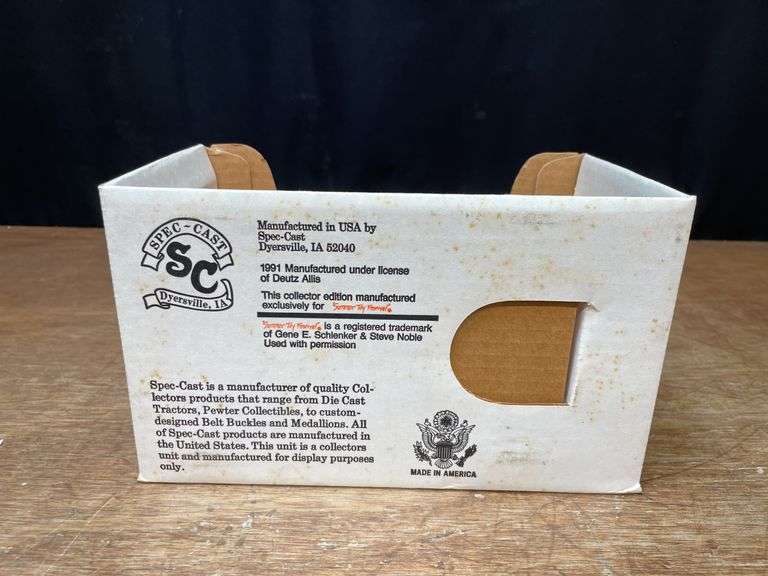 SPEC-CAST
SC
Dyersville, IA
Manufactured in USA by
Spec-Cast
Dyersville, IA 52040
1991 Manufactured under license
of Deutz Allis
This collector edition manufactured
exclusively for Summer Toy Festival.
Summer Toy Festival. is a registered trademark
of Gene E. Schlenker & Steve Noble
Used with permission
Spec-Cast is a manufacturer of quality Col-
lectors products that range from Die Cast
Tractors, Pewter Collectibles, to custom-
designed Belt Buckles and Medallions. All
of Spec-Cast products are manufactured in
the United States. This unit is a collectors
unit and manufactured for display purposes
only.
MADE IN AMERICA